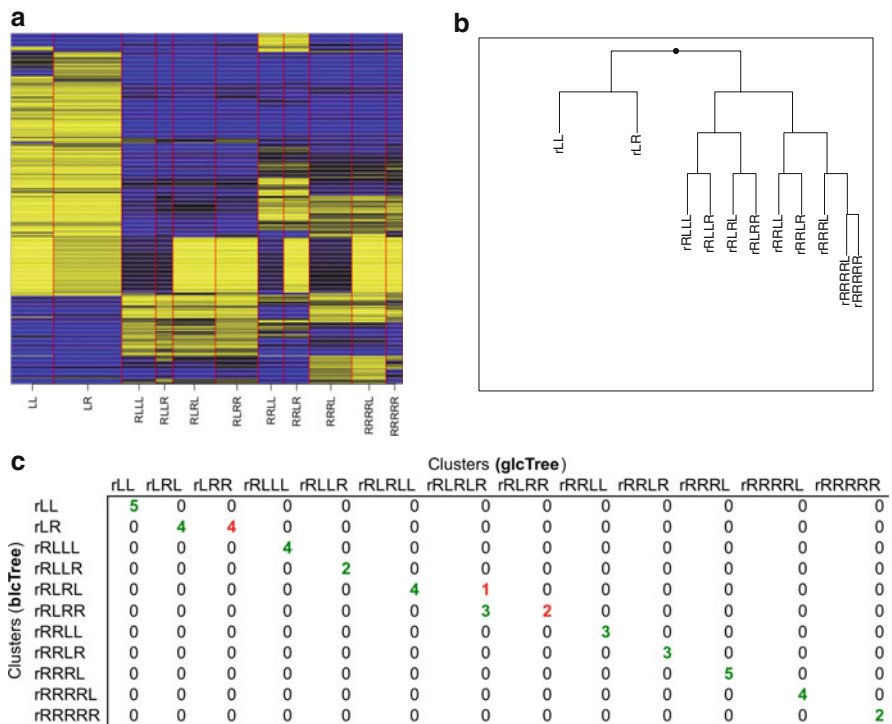 a
LL LR RLLL RLLR RLRL RLRR RRLL RRLR RRRL RRRRL RRRRR
b
rLL rLR
rRLLL rRLLR rRLRL rRLRR rRRLL rRRLR rRRRL
rRRRRL rRRRRR
c
Clusters (glcTree)
rLL rLRL rLRR rRLLL rRLLR rRLRLL rRLRLR rRLRR rRRLL rRRLR rRRRL rRRRRL rRRRRR
Clusters (blcTree)
rLL 5 0 0 0 0 0 0 0 0 0 0 0 0
rLR 0 4 4 0 0 0 0 0 0 0 0 0 0
rRLLL 0 0 0 4 0 0 0 0 0 0 0 0 0
rRLLR 0 0 0 0 2 0 0 0 0 0 0 0 0
rRLRL 0 0 0 0 0 4 1 0 0 0 0 0 0
rRLRR 0 0 0 0 0 0 3 2 0 0 0 0 0
rRRLL 0 0 0 0 0 0 0 0 3 0 0 0 0
rRRLR 0 0 0 0 0 0 0 0 0 3 0 0 0
rRRRL 0 0 0 0 0 0 0 0 0 0 5 0 0
rRRRRL 0 0 0 0 0 0 0 0 0 0 0 4 0
rRRRRR 0 0 0 0 0 0 0 0 0 0 0 0 2